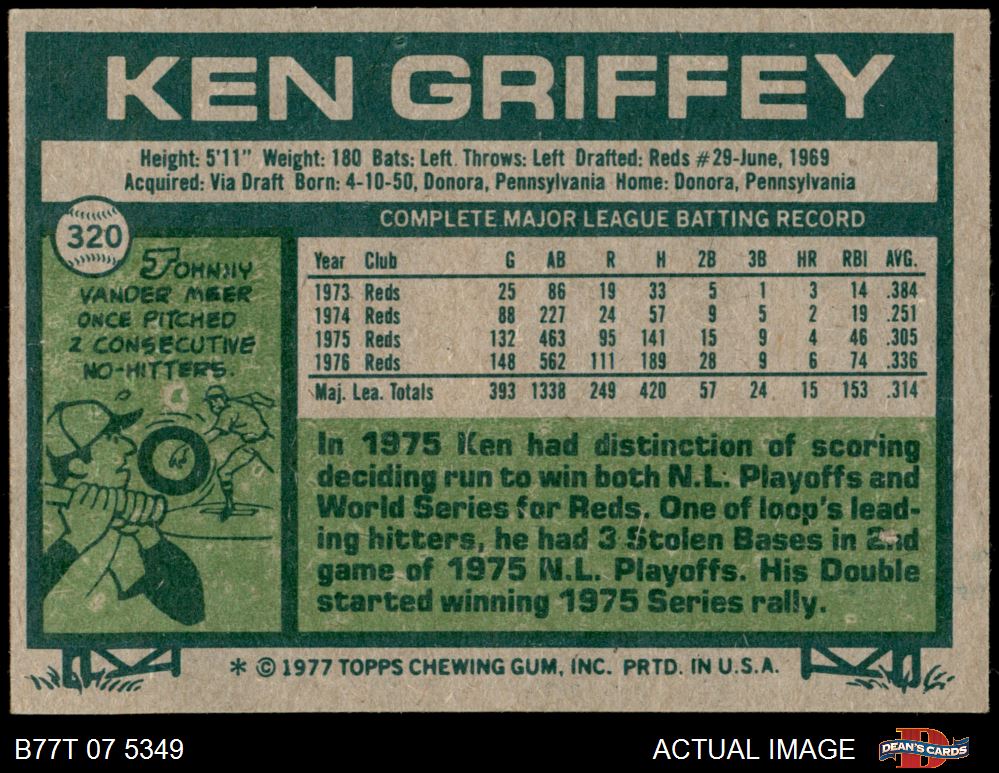 KEN GRIFFEY
Height: 5'11" Weight: 180 Bats: Left Throws: Left Drafted: Reds #29-June, 1969
Acquired: Via Draft Born: 4-10-50, Donora, Pennsylvania Home: Donora, Pennsylvania
320
JOHNNY
VANDER MEER
ONCE PITCHED
2 CONSECUTIVE
NO-HITTERS.
COMPLETE MAJOR LEAGUE BATTING RECORD
Year Club G AB R H 2B 3B HR RBI AVG.
1973 Reds 25 86 19 33 5 1 3 14 .384
1974 Reds 88 227 24 57 9 5 2 19 .251
1975 Reds 132 463 95 141 15 9 4 46 .305
1976 Reds 148 562 111 189 28 9 6 74 .336
Maj. Lea. Totals 393 1338 249 420 57 24 15 153 .314
In 1975 Ken had distinction of scoring
deciding run to win both N.L. Playoffs and
World Series for Reds. One of loop's lead-
ing hitters, he had 3 Stolen Bases in 2nd
game of 1975 N.L. Playoffs. His Double
started winning 1975 Series rally.
* © 1977 TOPPS CHEWING GUM, INC. PRTD. IN U.S.A.
B77T 07 5349
ACTUAL IMAGE
D
DEAN'S CARDS